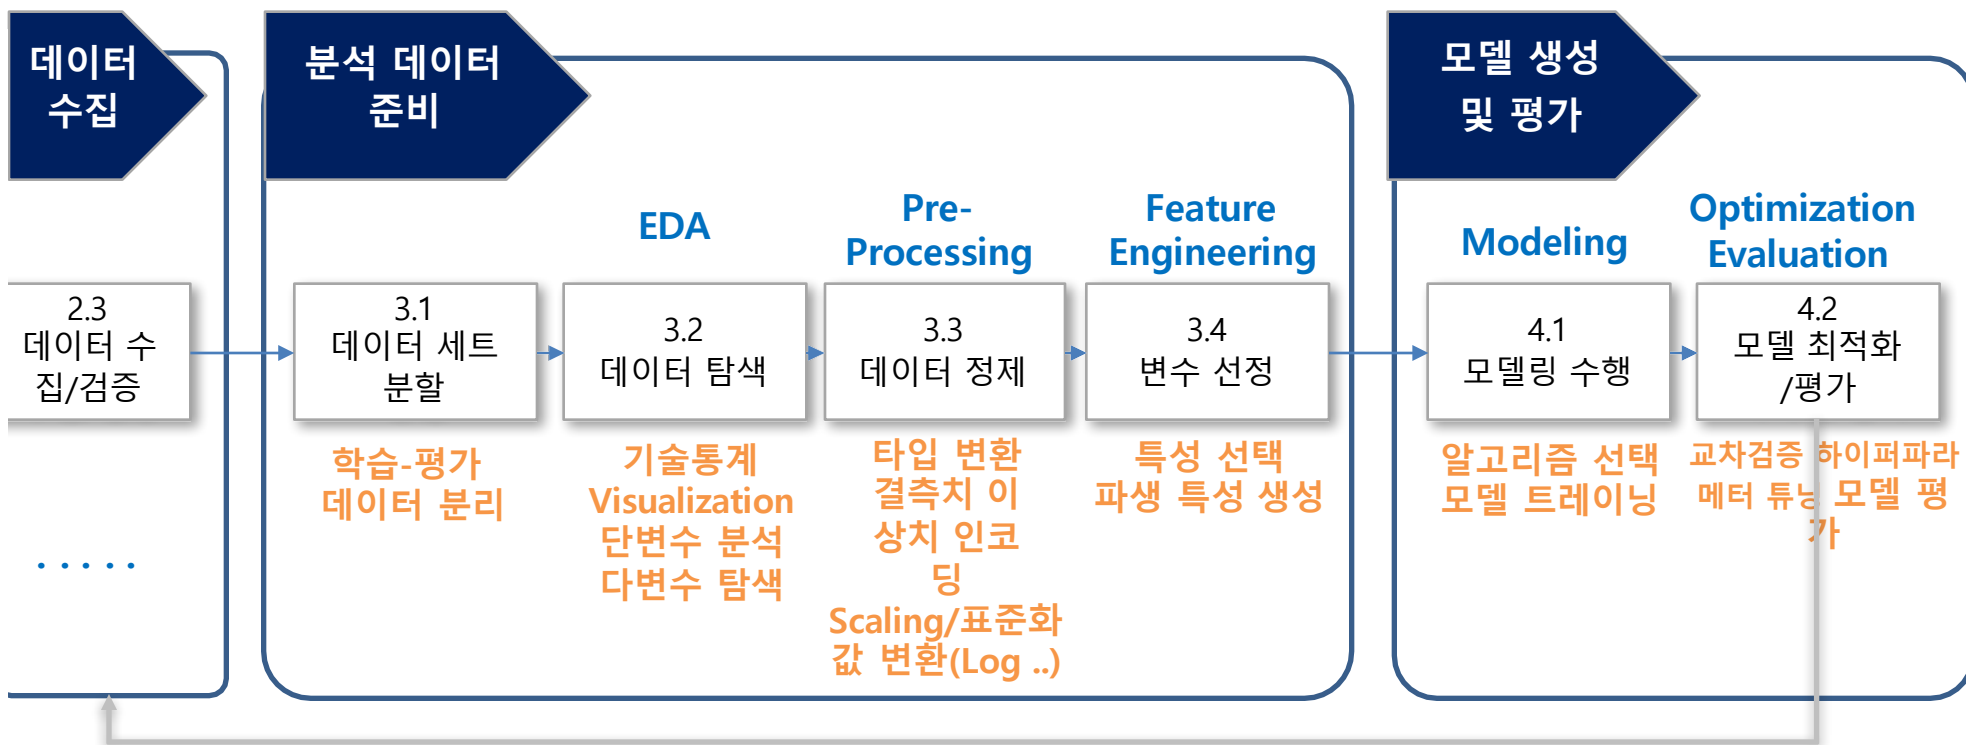 데이터
수집
분석 데이터
준비
모델 생성
및 평가
EDA
Pre-
Processing
Feature
Engineering
Modeling
Optimization
Evaluation
2.3
데이터 수
집/검증
3.1
데이터 세트
분할
3.2
데이터 탐색
3.3
데이터 정제
3.4
변수 선정
4.1
모델링 수행
4.2
모델 최적화
/평가
학습-평가
데이터 분리
기술통계
Visualization
단변수 분석
다변수 탐색
타입 변환
결측치 이
상치 인코
딩
Scaling/표준화
값 변환(Log ..)
특성 선택
파생 특성 생성
알고리즘 선택
모델 트레이닝
교차검증 하이퍼파라
메터 튜닝 모델 평
가
.....